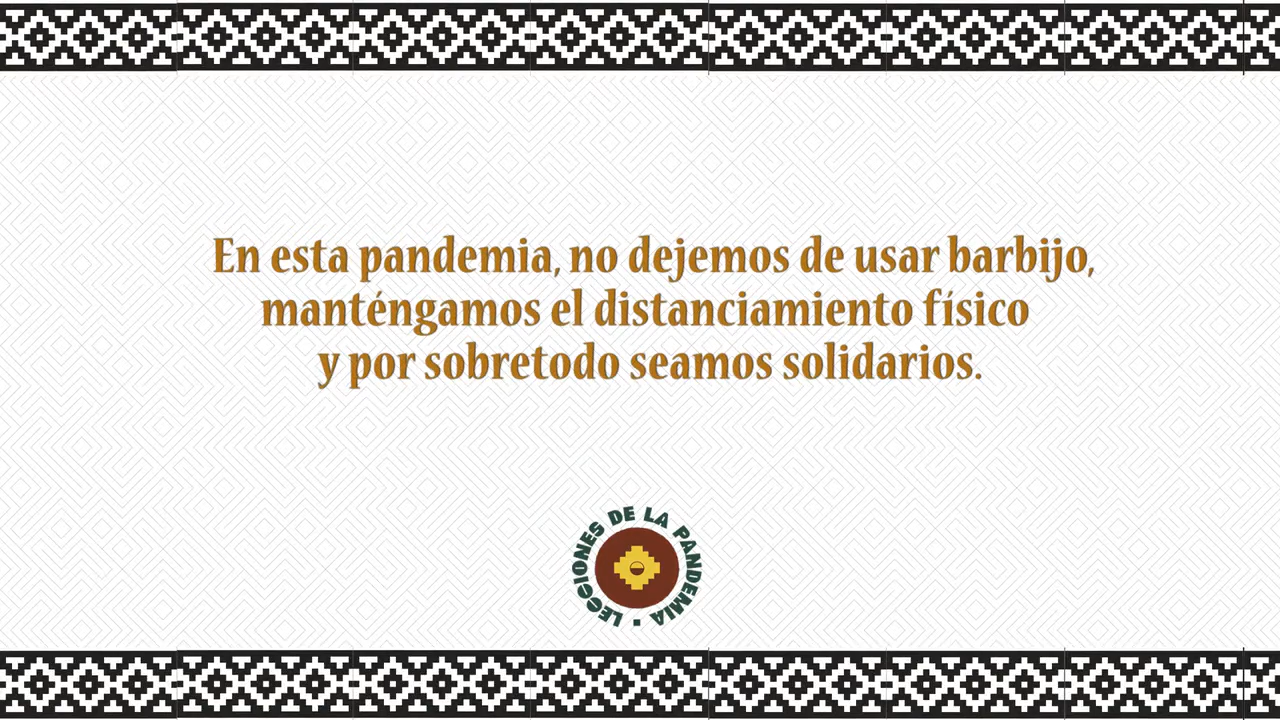 En esta pandemia, no dejemos de usar barbijo,
manténgamos el distanciamiento físico
y por sobretodo seamos solidarios.
LECCIONES DE LA PANDEMIA